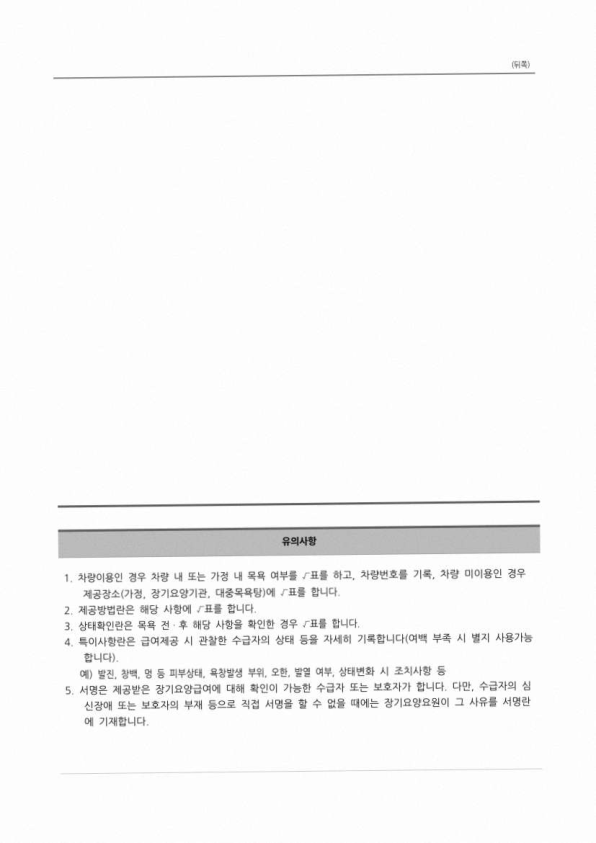 (뒤쪽)
유의사항
1. 차량이용인 경우 차량 내 또는 가정 내 목욕 여부를 √표를 하고, 차량번호를 기록, 차량 미이용인 경우
제공장소(가정, 장기요양기관, 대중목욕탕)에 √표를 합니다.
2. 제공방법란은 해당 사항에 √표를 합니다.
3. 상태확인란은 목욕 전·후 해당 사항을 확인한 경우 √표를 합니다.
4. 특이사항란은 급여제공 시 관찰한 수급자의 상태 등을 자세히 기록합니다(여백 부족 시 별지 사용가능
합니다).
예) 발진, 창백, 멍 등 피부상태, 욕창발생 부위, 오한, 발열 여부, 상태변화 시 조치사항 등
5. 서명은 제공받은 장기요양급여에 대해 확인이 가능한 수급자 또는 보호자가 합니다. 다만, 수급자의 심
신장애 또는 보호자의 부재 등으로 직접 서명을 할 수 없을 때에는 장기요양요원이 그 사유를 서명란
에 기재합니다.